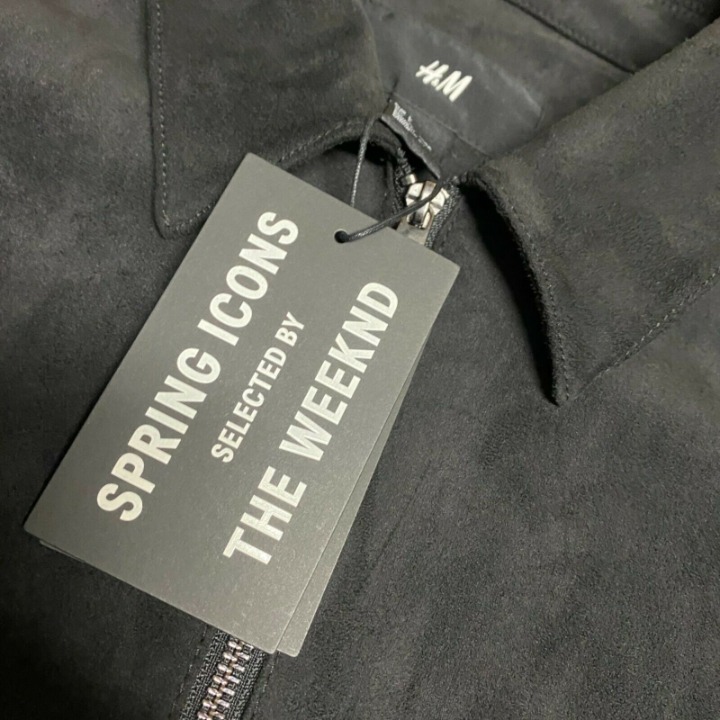 H&M
SPRING ICONS
SELECTED BY
THE WEEKND